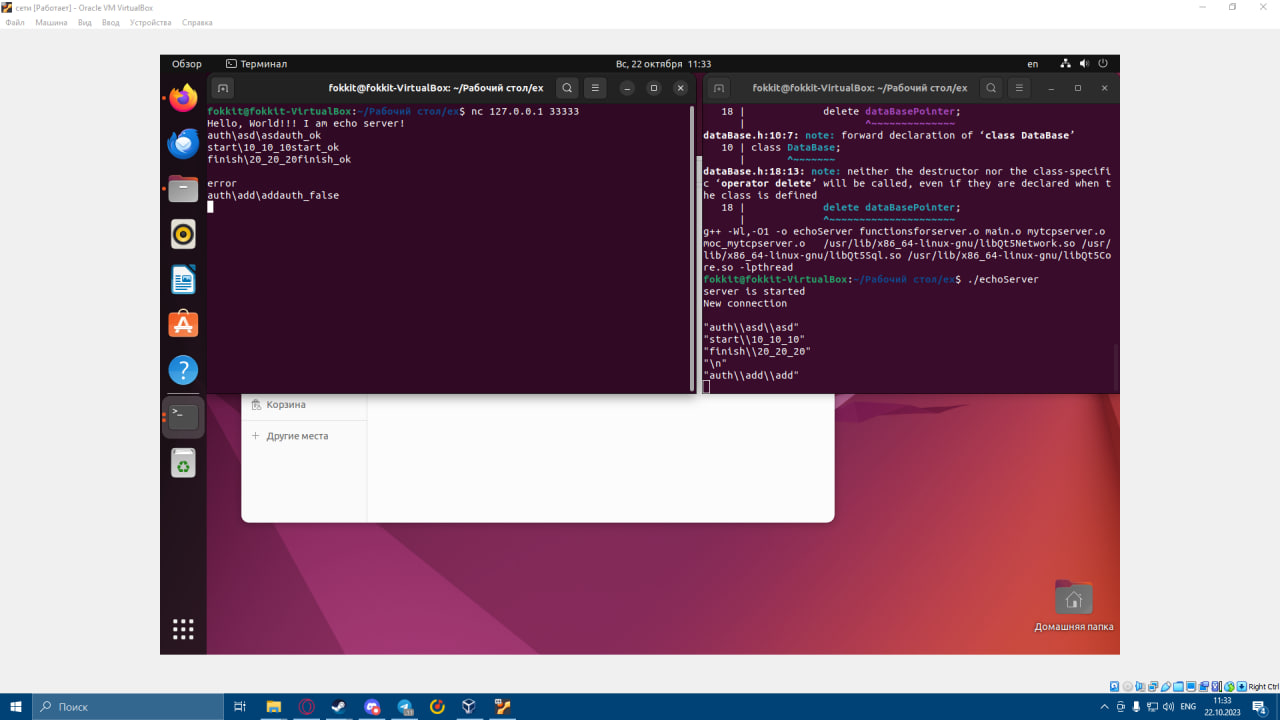 сети [Работает] - Oracle VM VirtualBox
Файл Машина Вид Ввод Устройства Справка
Обзор Терминал Вс, 22 октября 11:33 en
fokkit@fokkit-VirtualBox: ~/Рабочий стол/ex
fokkit@fokkit-VirtualBox:~/Рабочий стол/ex$ nc 127.0.0.1 33333
Hello, World!!! I am echo server!
auth\asd\asdauth_ok
start\10_10_10start_ok
finish\20_20_20finish_ok
error
auth\add\addauth_false
fokkit@fokkit-VirtualBox: ~/Рабочий стол/ex
18 | delete dataBasePointer;
| ^~~~~~~~~~~~~~~
dataBase.h:10:7: note: forward declaration of ‘class DataBase’
10 | class DataBase;
| ^~~~~~~~
dataBase.h:18:13: note: neither the destructor nor the class-specifi
c ‘operator delete’ will be called, even if they are declared when t
he class is defined
18 | delete dataBasePointer;
| ^~~~~~~~~~~~~~~~~~~~~~
g++ -Wl,-O1 -o echoServer functionsforserver.o main.o mytcpserver.o
moc_mytcpserver.o /usr/lib/x86_64-linux-gnu/libQt5Network.so /usr/
lib/x86_64-linux-gnu/libQt5Sql.so /usr/lib/x86_64-linux-gnu/libQt5Co
re.so -lpthread
fokkit@fokkit-VirtualBox:~/Рабочий стол/ex$ ./echoServer
server is started
New connection
"auth\\asd\\asd"
"start\\10_10_10"
"finish\\20_20_20"
"\n"
"auth\\add\\add"
Корзина
+ Другие места
Домашняя папка
Right Ctrl
Поиск
ENG
11:33
22.10.2023
4